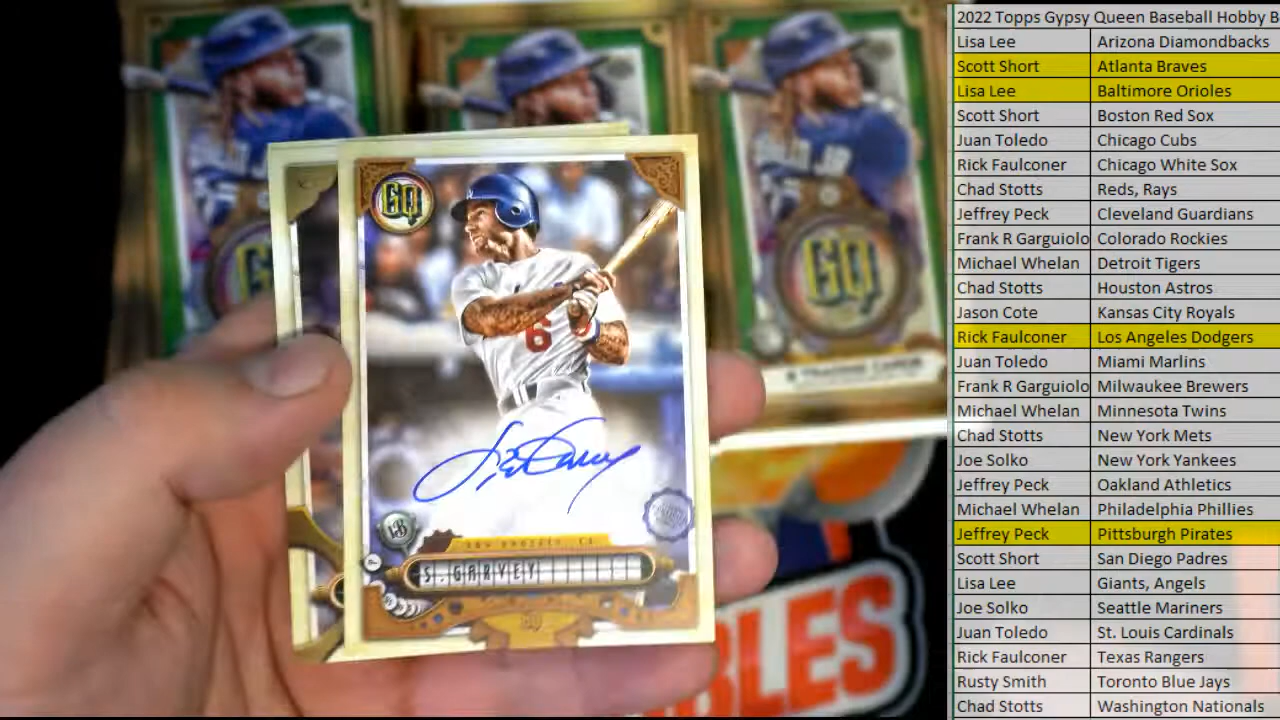 2022 Topps Gypsy Queen Baseball Hobby B
Lisa Lee Arizona Diamondbacks
Scott Short Atlanta Braves
Lisa Lee Baltimore Orioles
Scott Short Boston Red Sox
Juan Toledo Chicago Cubs
Rick Faulconer Chicago White Sox
Chad Stotts Reds, Rays
Jeffrey Peck Cleveland Guardians
Frank R Garguiolo Colorado Rockies
Michael Whelan Detroit Tigers
Chad Stotts Houston Astros
Jason Cote Kansas City Royals
Rick Faulconer Los Angeles Dodgers
Juan Toledo Miami Marlins
Frank R Garguiolo Milwaukee Brewers
Michael Whelan Minnesota Twins
Chad Stotts New York Mets
Joe Solko New York Yankees
Jeffrey Peck Oakland Athletics
Michael Whelan Philadelphia Phillies
Jeffrey Peck Pittsburgh Pirates
Scott Short San Diego Padres
Lisa Lee Giants, Angels
Joe Solko Seattle Mariners
Juan Toledo St. Louis Cardinals
Rick Faulconer Texas Rangers
Rusty Smith Toronto Blue Jays
Chad Stotts Washington Nationals
GQ
6
1B
LOS ANGELES, CA
S. GARVEY
GQ
GQ
BLES